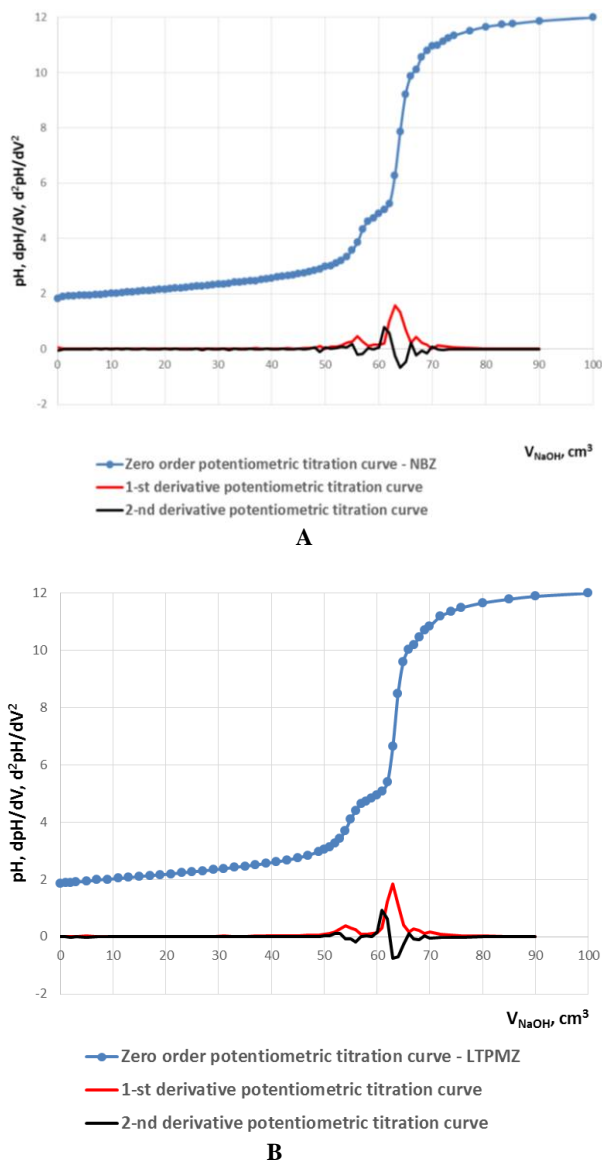 12
10
8
6
4
2
0
-2
pH, dpH/dV, d²pH/dV²
0 10 20 30 40 50 60 70 80 90 100
V_NaOH, cm³
Zero order potentiometric titration curve - NBZ
1-st derivative potentiometric titration curve
2-nd derivative potentiometric titration curve
A
12
10
8
6
4
2
0
-2
pH, dpH/dV, d²pH/dV²
0 10 20 30 40 50 60 70 80 90 100
V_NaOH, cm³
Zero order potentiometric titration curve - LTPMZ
1-st derivative potentiometric titration curve
2-nd derivative potentiometric titration curve
B